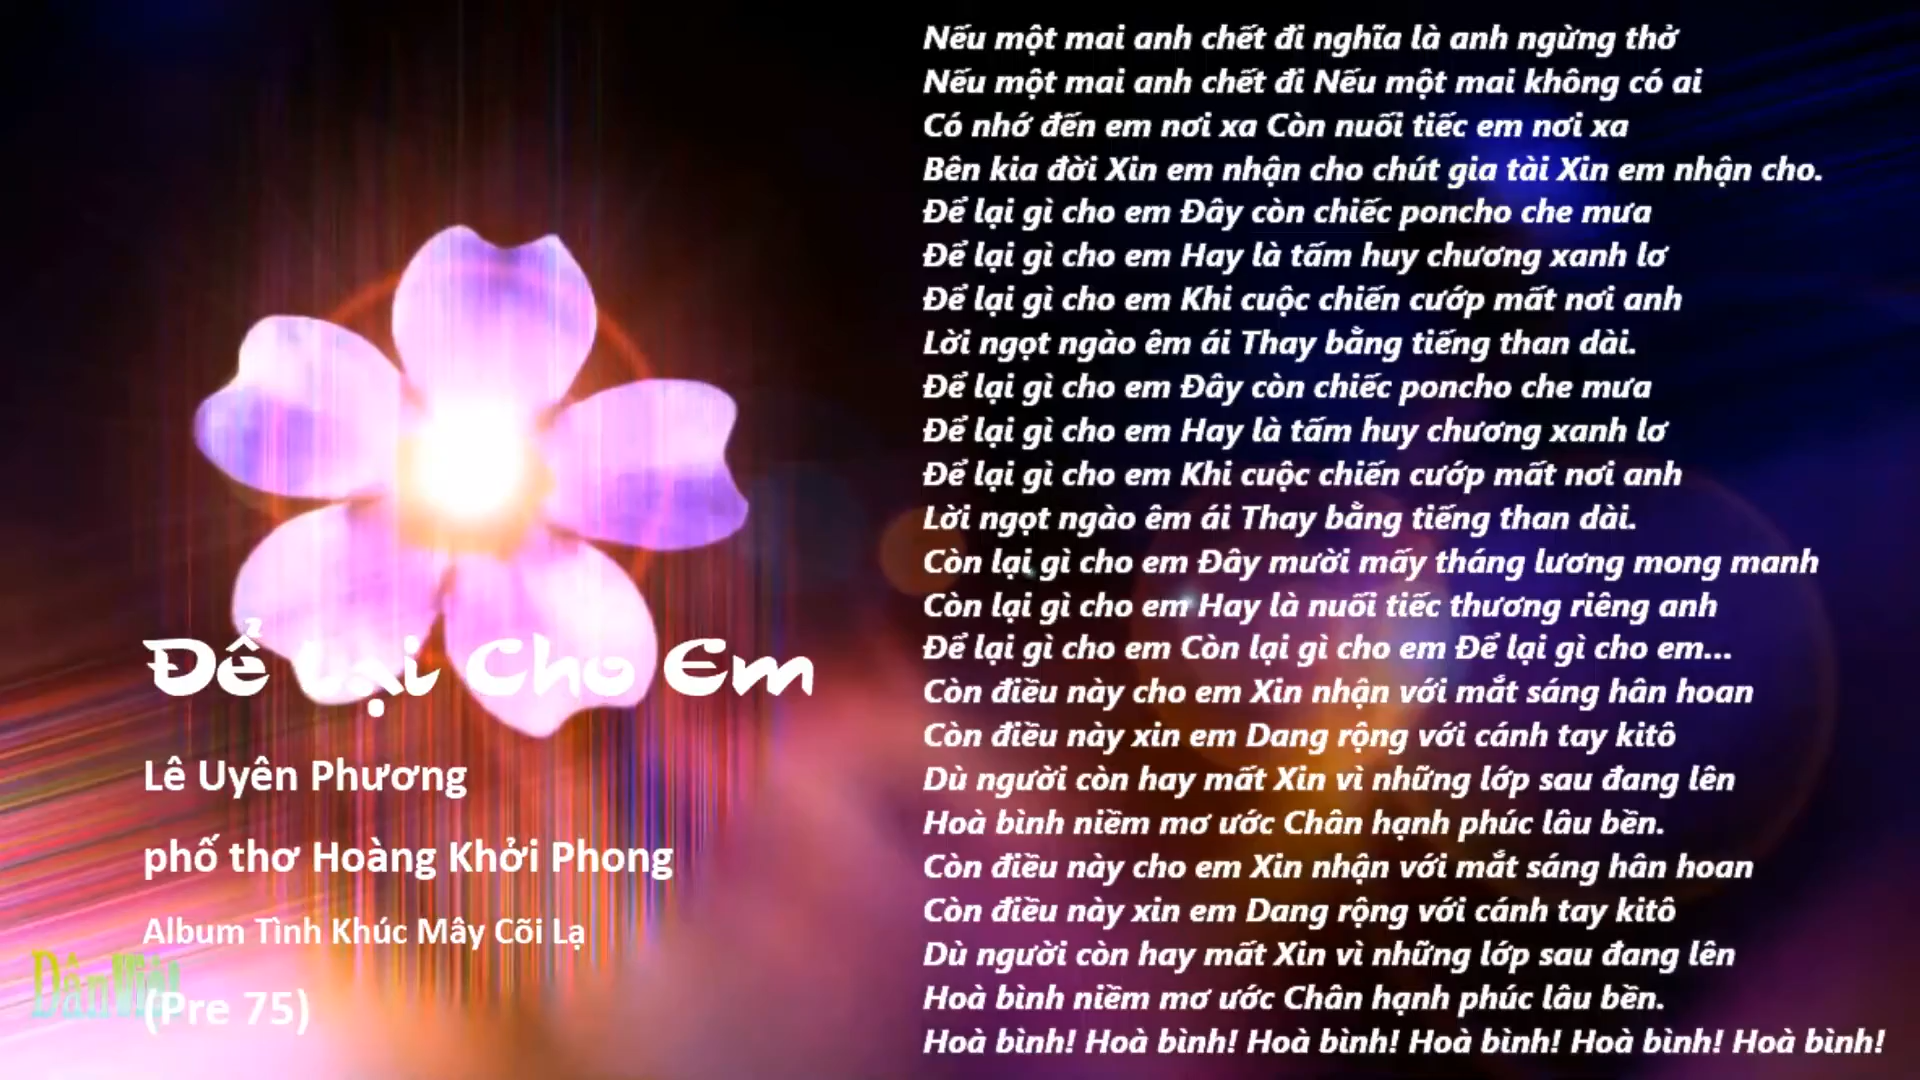 Để Lại Cho Em
Lê Uyên Phương
phố thơ Hoàng Khởi Phong
Album Tình Khúc Mây Cõi Lạ
DânViệt
(Pre 75)
Nếu một mai anh chết đi nghĩa là anh ngừng thở
Nếu một mai anh chết đi Nếu một mai không có ai
Có nhớ đến em nơi xa Còn nuối tiếc em nơi xa
Bên kia đời Xin em nhận cho chút gia tài Xin em nhận cho.
Để lại gì cho em Đây còn chiếc poncho che mưa
Để lại gì cho em Hay là tấm huy chương xanh lơ
Để lại gì cho em Khi cuộc chiến cướp mất nơi anh
Lời ngọt ngào êm ái Thay bằng tiếng than dài.
Để lại gì cho em Đây còn chiếc poncho che mưa
Để lại gì cho em Hay là tấm huy chương xanh lơ
Để lại gì cho em Khi cuộc chiến cướp mất nơi anh
Lời ngọt ngào êm ái Thay bằng tiếng than dài.
Còn lại gì cho em Đây mười mấy tháng lương mong manh
Còn lại gì cho em Hay là nuối tiếc thương riêng anh
Để lại gì cho em Còn lại gì cho em Để lại gì cho em...
Còn điều này cho em Xin nhận với mắt sáng hân hoan
Còn điều này xin em Dang rộng với cánh tay kitô
Dù người còn hay mất Xin vì những lớp sau đang lên
Hoà bình niềm mơ ước Chân hạnh phúc lâu bền.
Còn điều này cho em Xin nhận với mắt sáng hân hoan
Còn điều này xin em Dang rộng với cánh tay kitô
Dù người còn hay mất Xin vì những lớp sau đang lên
Hoà bình niềm mơ ước Chân hạnh phúc lâu bền.
Hoà bình! Hoà bình! Hoà bình! Hoà bình! Hoà bình! Hoà bình!